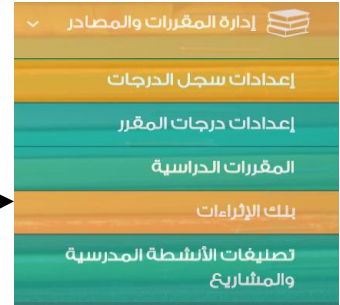 إدارة المقررات والمصادر
إعدادات سجل الدرجات
إعدادات درجات المقرر
المقررات الدراسية
بنك الإثراءات
تصنيفات الأنشطة المدرسية
والمشاريع